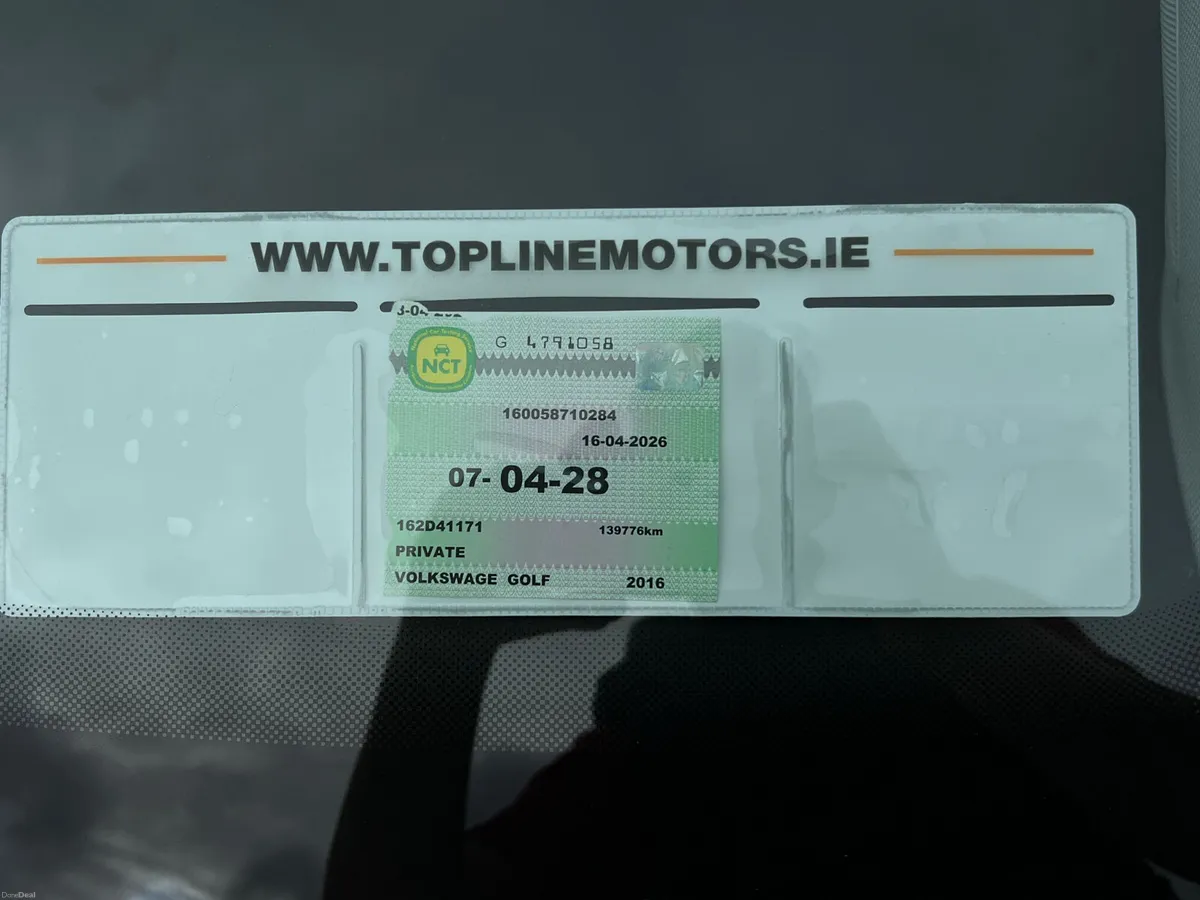 WWW.TOPLINEMOTORS.IE
NCT
G 4791058
160058710284
16-04-2026
07- 04-28
162D41171 139776km
PRIVATE
VOLKSWAGE GOLF 2016
DoneDeal